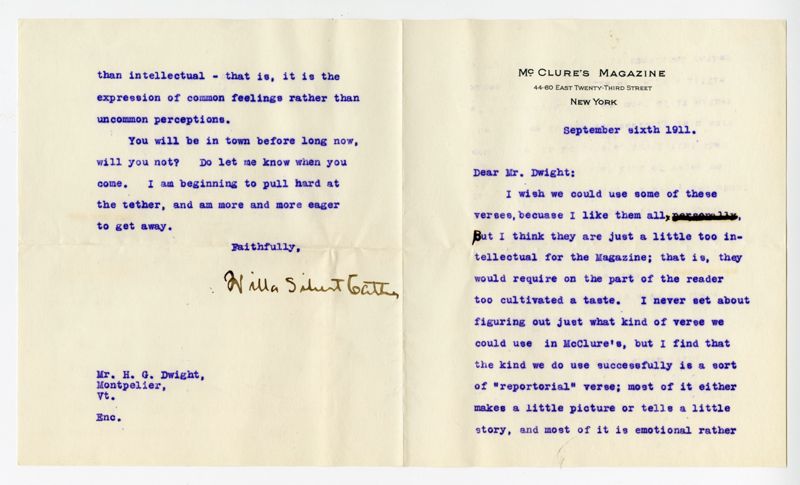 McCLURE'S MAGAZINE
44-60 EAST TWENTY-THIRD STREET
NEW YORK
September sixth 1911.
Dear Mr. Dwight:
I wish we could use some of these
verses, becuase I like them all, personally,
But I think they are just a little too in-
tellectual for the Magazine; that is, they
would require on the part of the reader
too cultivated a taste. I never set about
figuring out just what kind of verse we
could use in McClure's, but I find that
the kind we do use successfully is a sort
of "reportorial" verse; most of it either
makes a little picture or tells a little
story, and most of it is emotional rather
than intellectual - that is, it is the
expression of common feelings rather than
uncommon perceptions.
You will be in town before long now,
will you not? Do let me know when you
come. I am beginning to pull hard at
the tether, and am more and more eager
to get away.
Faithfully,
Willa Sibert Cather
Mr. H. G. Dwight,
Montpelier,
Vt.
Enc.